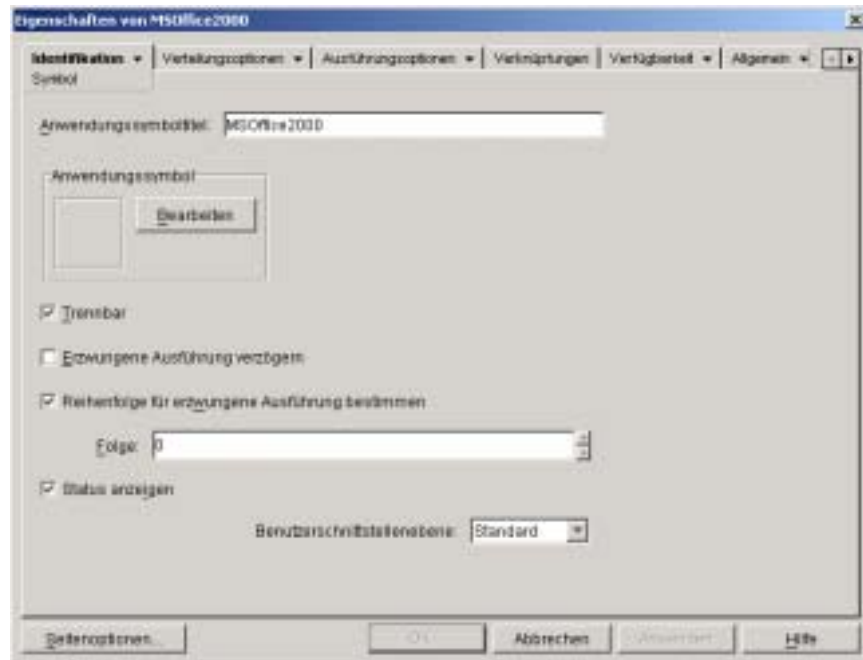 Eigenschaften von MSOffice2000
Identifikation Verteilungsoptionen Ausführungsoptionen Verknüpfungen Verfügbarkeit Allgemein
Symbol
Anwendungssymboltitel: MSOffice2000
Anwendungssymbol
Bearbeiten
Trennbar
Erzwungene Ausführung verzögern
Reihenfolge für erzwungene Ausführung bestimmen
Folge: 0
Status anzeigen
Benutzerschnittstellenebene: Standard
Seitenoptionen... OK Abbrechen Anwenden Hilfe